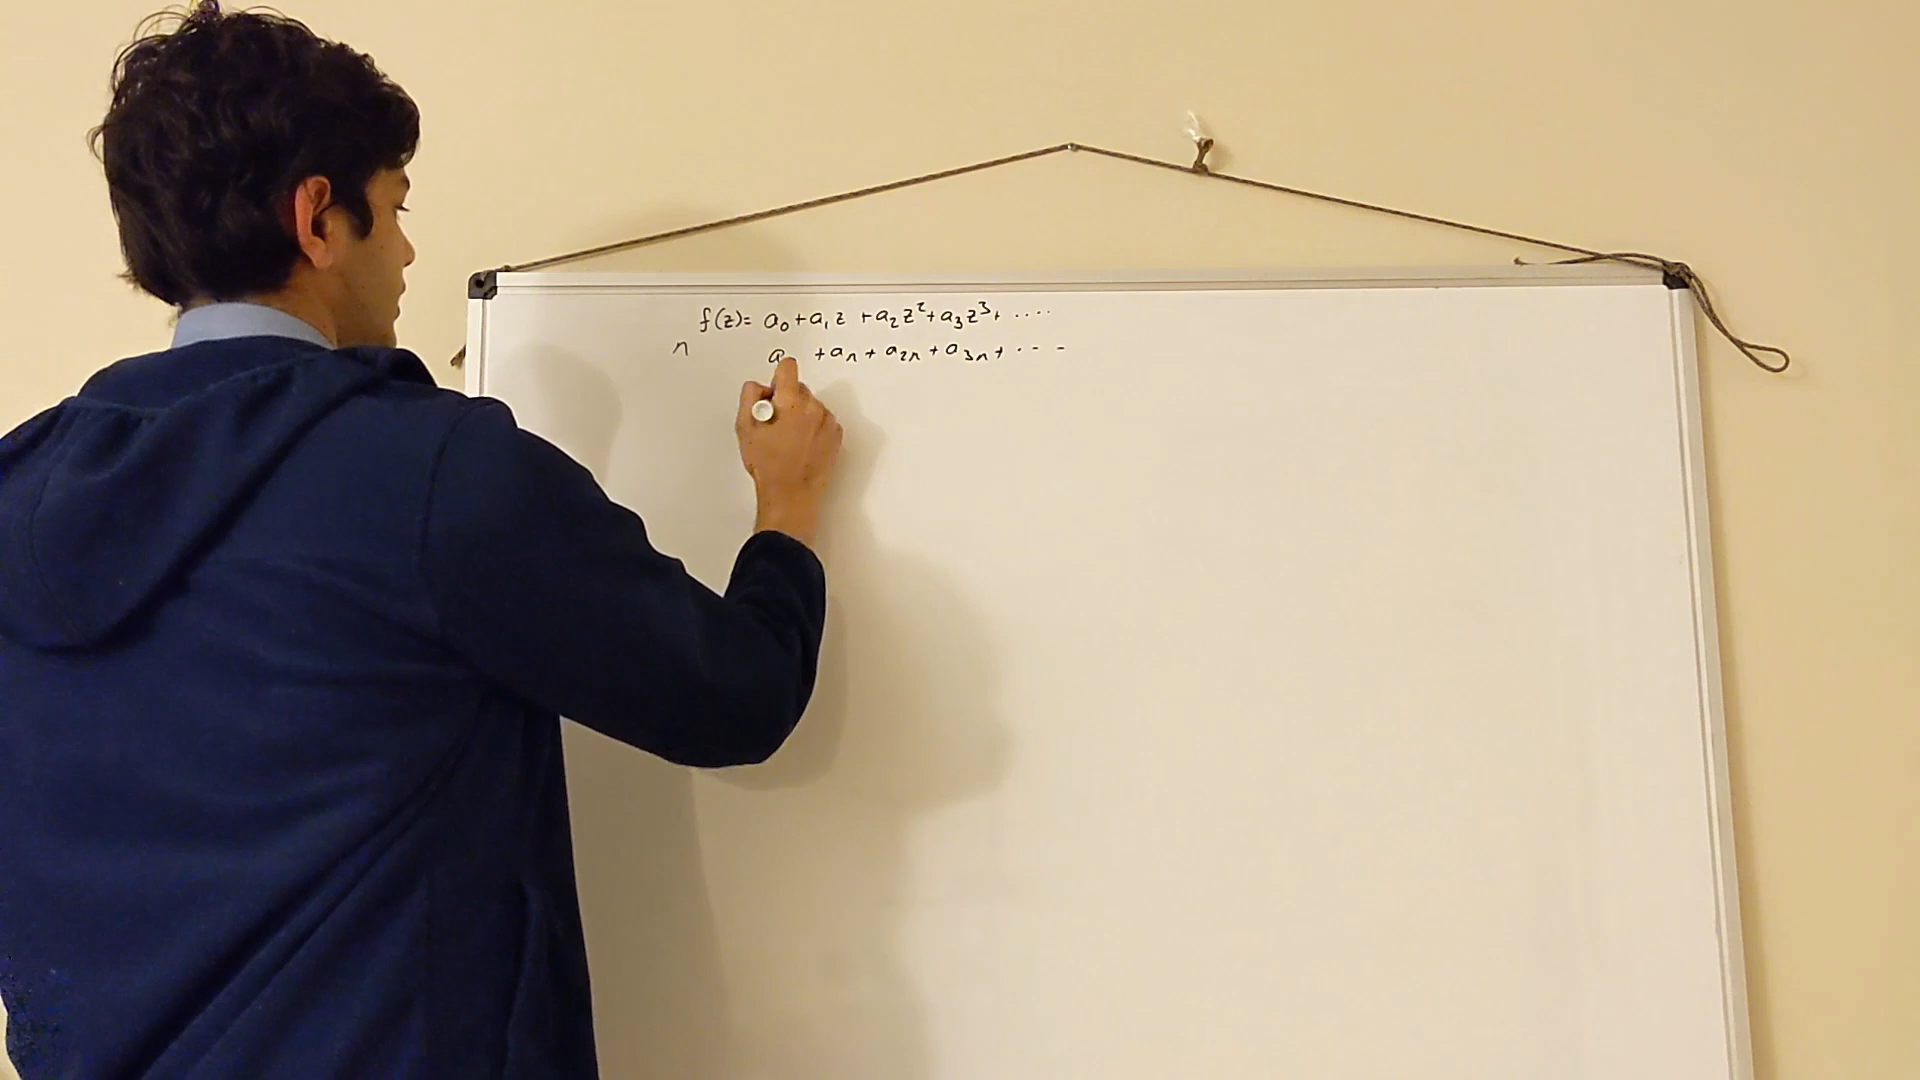 f(z)= a₀+a₁z +a₂z²+a₃z³+ ....
n a +aₙ+a₂ₙ+a₃ₙ+ ....